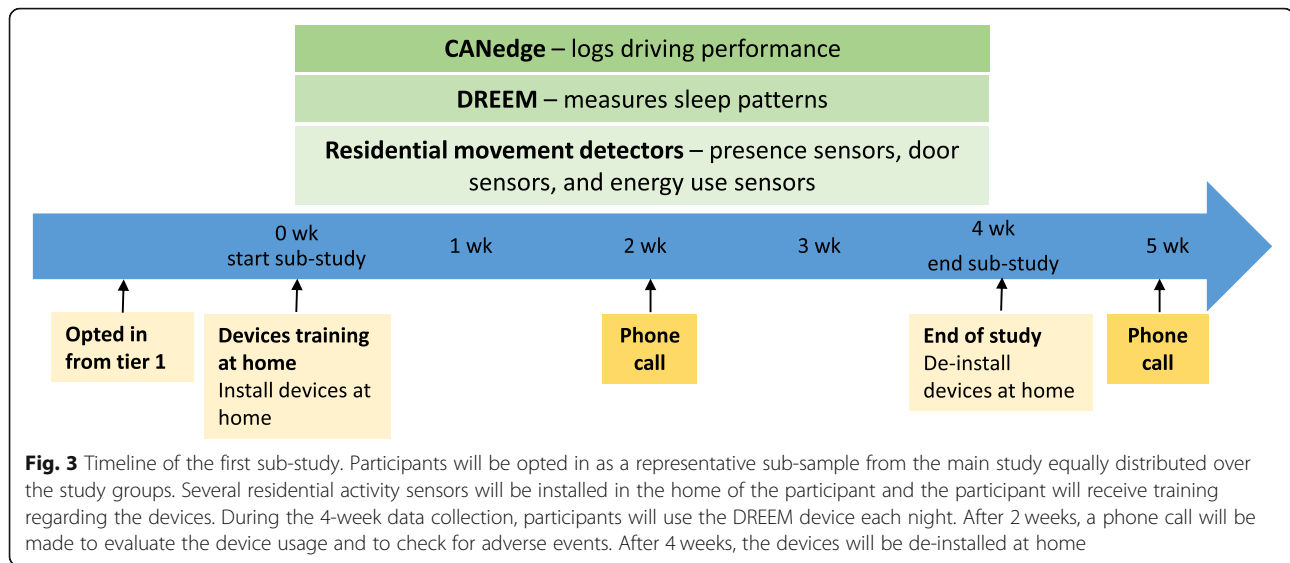 CANedge – logs driving performance
DREEM – measures sleep patterns
Residential movement detectors – presence sensors, door
sensors, and energy use sensors
0 wk
start sub-study
1 wk
2 wk
3 wk
4 wk
end sub-study
5 wk
Opted in
from tier 1
Devices training
at home
Install devices at
home
Phone
call
End of study
De-install
devices at home
Phone
call
Fig. 3 Timeline of the first sub-study. Participants will be opted in as a representative sub-sample from the main study equally distributed over
the study groups. Several residential activity sensors will be installed in the home of the participant and the participant will receive training
regarding the devices. During the 4-week data collection, participants will use the DREEM device each night. After 2 weeks, a phone call will be
made to evaluate the device usage and to check for adverse events. After 4 weeks, the devices will be de-installed at home